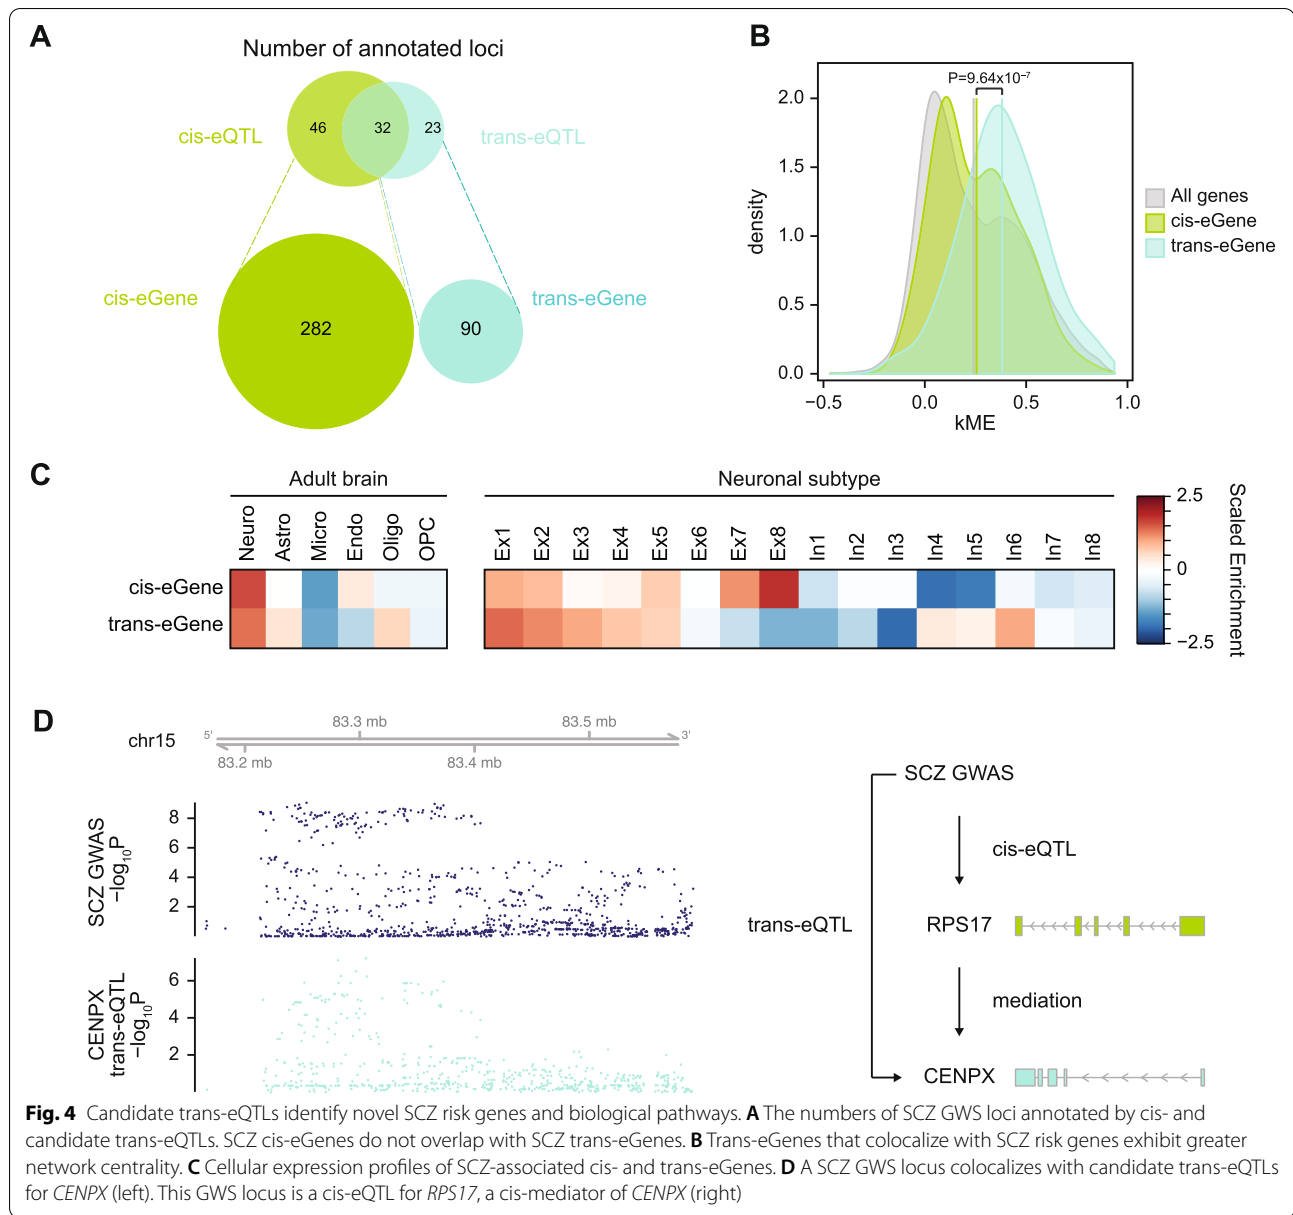 A
Number of annotated loci
cis-eQTL
46
32
23
trans-eQTL
cis-eGene
282
90
trans-eGene
B
P=9.64x10⁻⁷
density
2.0
1.5
1.0
0.5
0.0
−0.5
0.0
0.5
1.0
kME
All genes
cis-eGene
trans-eGene
C
Adult brain
Neuronal subtype
Neuro
Astro
Micro
Endo
Oligo
OPC
Ex1
Ex2
Ex3
Ex4
Ex5
Ex6
Ex7
Ex8
In1
In2
In3
In4
In5
In6
In7
In8
cis-eGene
trans-eGene
2.5
0
−2.5
Scaled Enrichment
D
chr15
5'
83.3 mb
83.5 mb
3'
83.2 mb
83.4 mb
SCZ GWAS
−log₁₀P
8
6
4
2
CENPX
trans-eQTL
−log₁₀P
6
4
2
SCZ GWAS
cis-eQTL
trans-eQTL
RPS17
mediation
CENPX
Fig. 4 Candidate trans-eQTLs identify novel SCZ risk genes and biological pathways. A The numbers of SCZ GWS loci annotated by cis- and
candidate trans-eQTLs. SCZ cis-eGenes do not overlap with SCZ trans-eGenes. B Trans-eGenes that colocalize with SCZ risk genes exhibit greater
network centrality. C Cellular expression profiles of SCZ-associated cis- and trans-eGenes. D A SCZ GWS locus colocalizes with candidate trans-eQTLs
for CENPX (left). This GWS locus is a cis-eQTL for RPS17, a cis-mediator of CENPX (right)